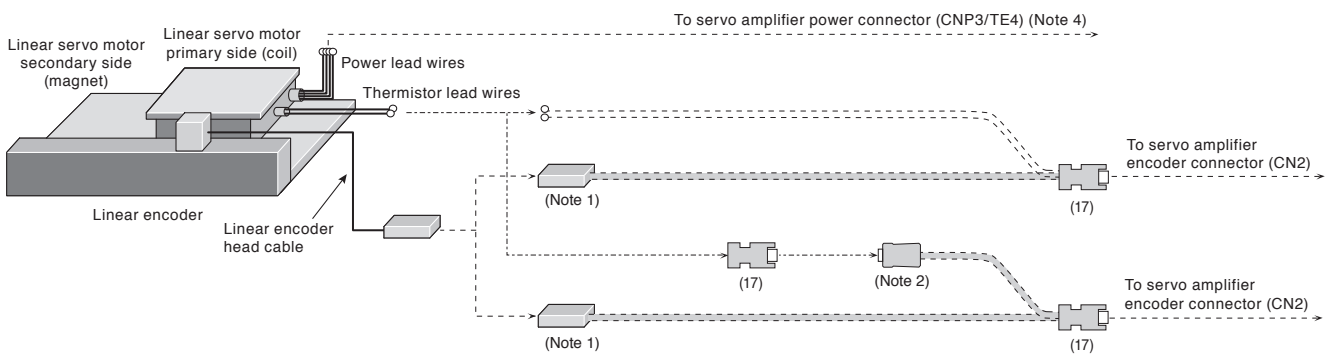 To servo amplifier power connector (CNP3/TE4) (Note 4)
Linear servo motor
secondary side
(magnet)
Linear servo motor
primary side (coil)
Power lead wires
Thermistor lead wires
To servo amplifier
encoder connector (CN2)
(Note 1)
(17)
Linear encoder
Linear encoder
head cable
(17)
(Note 2)
To servo amplifier
encoder connector (CN2)
(Note 1)
(17)